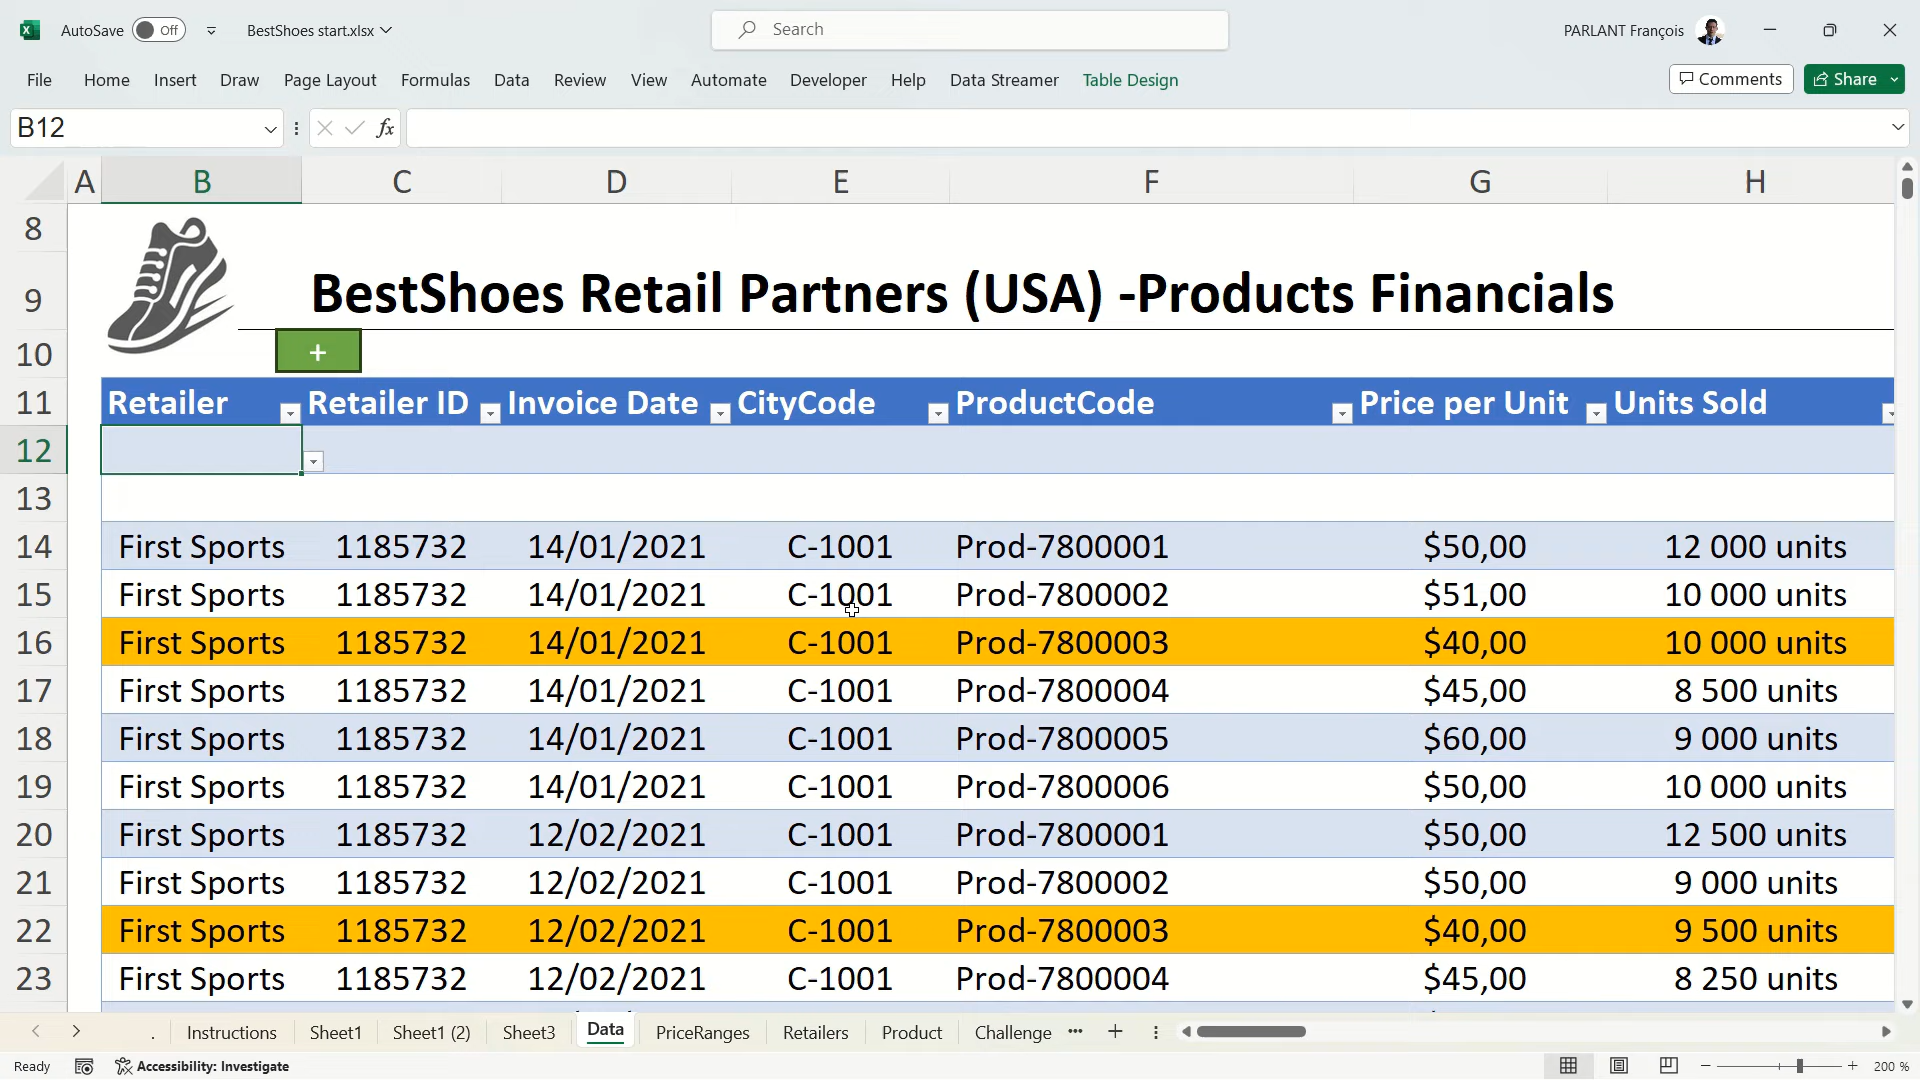 AutoSave Off BestShoes start.xlsx Search PARLANT François
File Home Insert Draw Page Layout Formulas Data Review View Automate Developer Help Data Streamer Table Design Comments Share
B12 fx
A B C D E F G H
8
9 BestShoes Retail Partners (USA) -Products Financials
10 +
11 Retailer Retailer ID Invoice Date CityCode ProductCode Price per Unit Units Sold
12
13
14 First Sports 1185732 14/01/2021 C-1001 Prod-7800001 $50,00 12 000 units
15 First Sports 1185732 14/01/2021 C-1001 Prod-7800002 $51,00 10 000 units
16 First Sports 1185732 14/01/2021 C-1001 Prod-7800003 $40,00 10 000 units
17 First Sports 1185732 14/01/2021 C-1001 Prod-7800004 $45,00 8 500 units
18 First Sports 1185732 14/01/2021 C-1001 Prod-7800005 $60,00 9 000 units
19 First Sports 1185732 14/01/2021 C-1001 Prod-7800006 $50,00 10 000 units
20 First Sports 1185732 12/02/2021 C-1001 Prod-7800001 $50,00 12 500 units
21 First Sports 1185732 12/02/2021 C-1001 Prod-7800002 $50,00 9 000 units
22 First Sports 1185732 12/02/2021 C-1001 Prod-7800003 $40,00 9 500 units
23 First Sports 1185732 12/02/2021 C-1001 Prod-7800004 $45,00 8 250 units
. Instructions Sheet1 Sheet1 (2) Sheet3 Data PriceRanges Retailers Product Challenge ... +
Ready Accessibility: Investigate - + 200 %